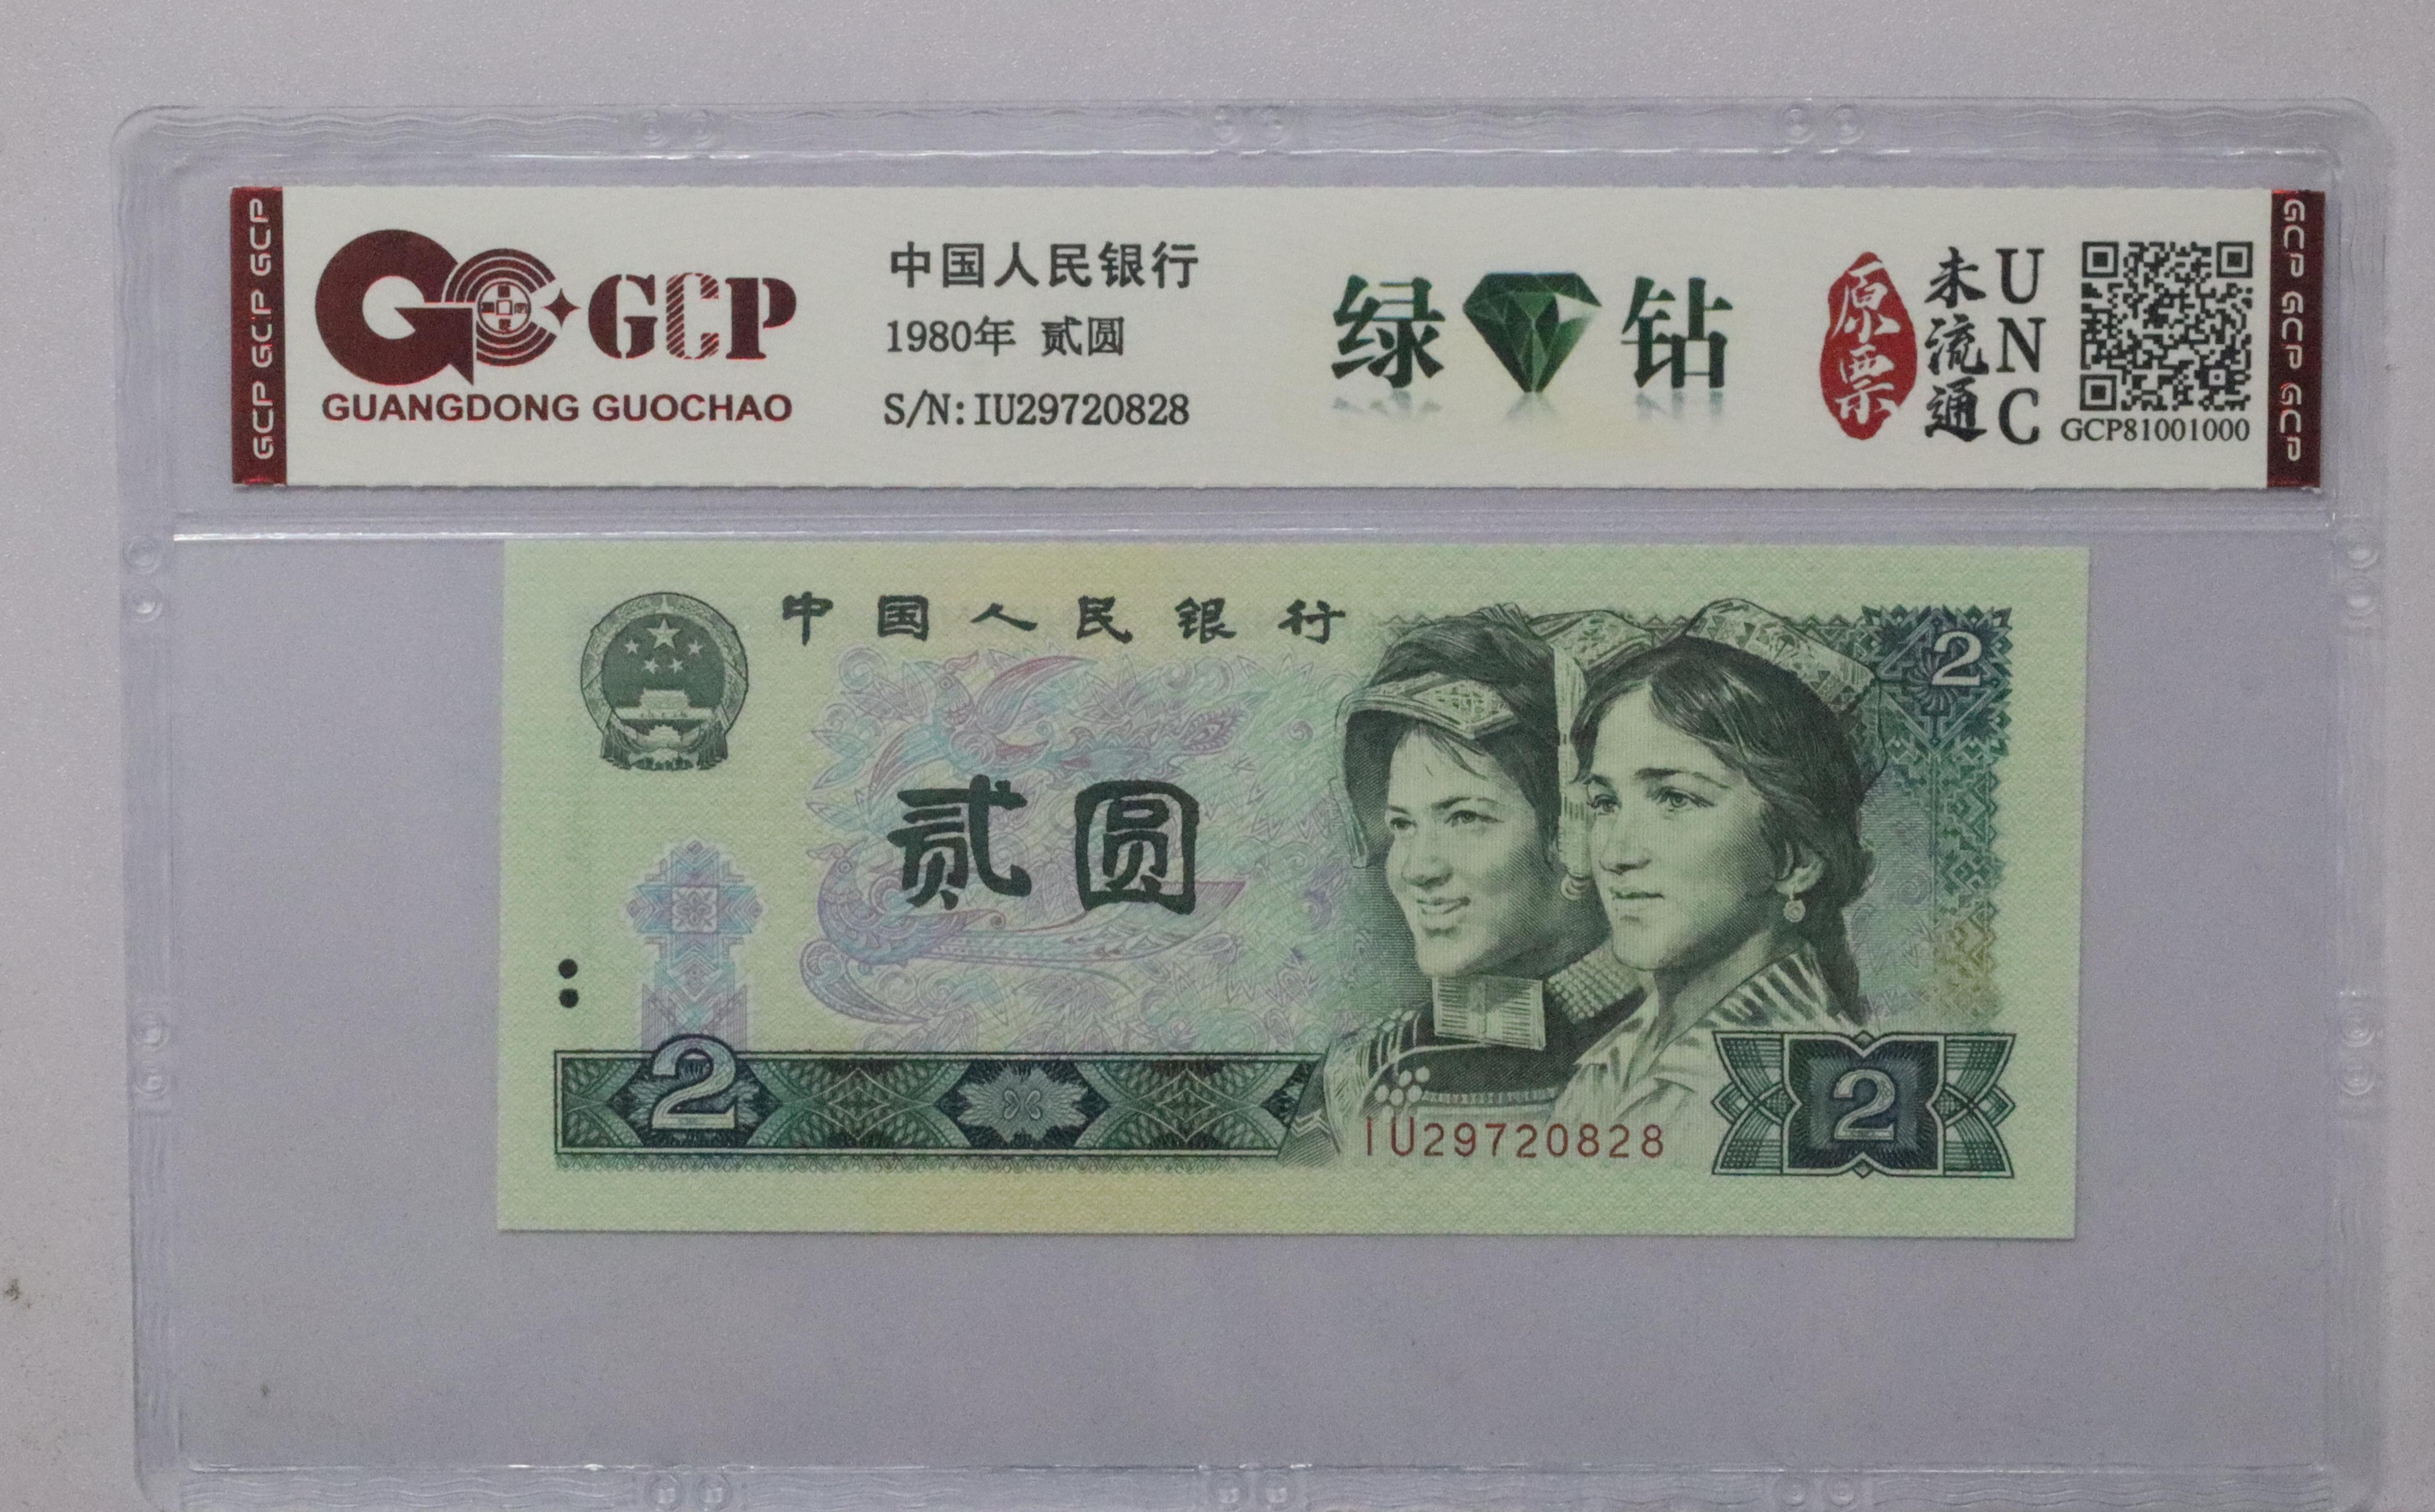 GCP GCP GCP
GCP
GUANGDONG GUOCHAO
中国人民银行
1980年 贰圆
S/N: IU29720828
绿钻
原票
未流通
UNC
GCP81001000
GCP GCP GCP
中国人民银行
2
贰圆
2
2
IU29720828